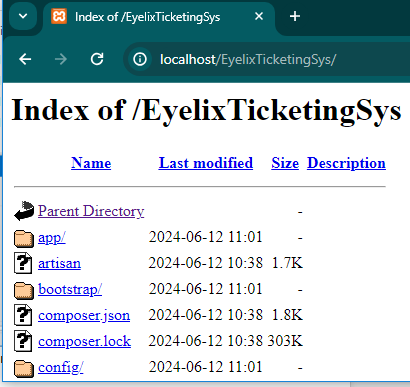 Index of /EyelixTicketingSys
localhost/EyelixTicketingSys/
Index of /EyelixTicketingSys
Name Last modified Size Description
Parent Directory -
app/ 2024-06-12 11:01 -
artisan 2024-06-12 10:38 1.7K
bootstrap/ 2024-06-12 11:01 -
composer.json 2024-06-12 10:38 1.8K
composer.lock 2024-06-12 10:38 303K
config/ 2024-06-12 11:01 -